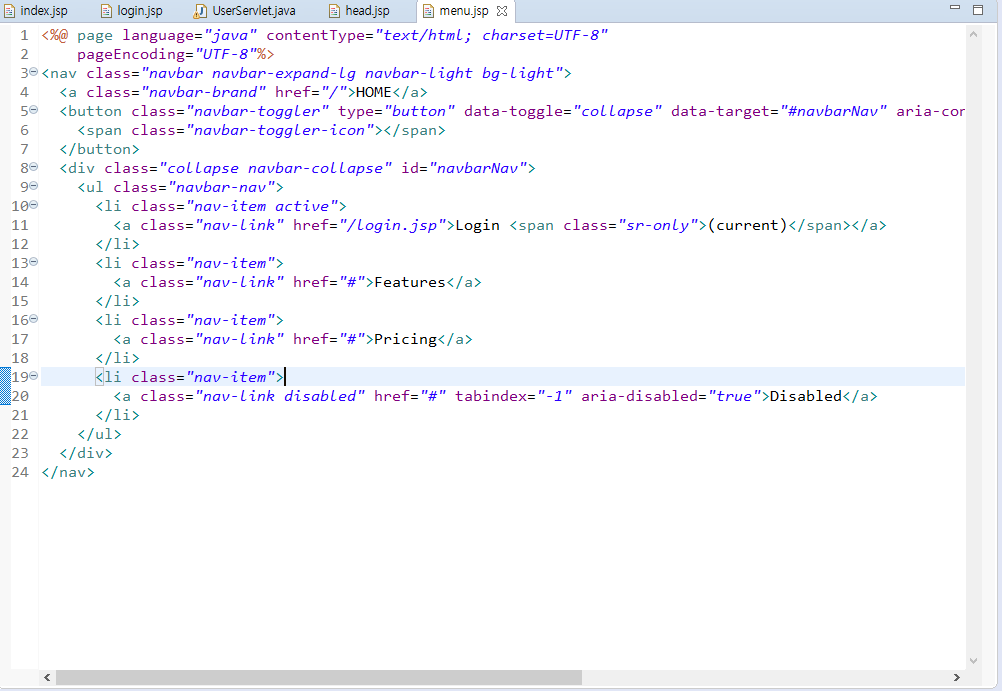 index.jsp login.jsp UserServlet.java head.jsp menu.jsp
1 <%@ page language="java" contentType="text/html; charset=UTF-8"
2     pageEncoding="UTF-8"%>
3 <nav class="navbar navbar-expand-lg navbar-light bg-light">
4   <a class="navbar-brand" href="/">HOME</a>
5   <button class="navbar-toggler" type="button" data-toggle="collapse" data-target="#navbarNav" aria-con
6     <span class="navbar-toggler-icon"></span>
7   </button>
8   <div class="collapse navbar-collapse" id="navbarNav">
9     <ul class="navbar-nav">
10       <li class="nav-item active">
11         <a class="nav-link" href="/login.jsp">Login <span class="sr-only">(current)</span></a>
12       </li>
13       <li class="nav-item">
14         <a class="nav-link" href="#">Features</a>
15       </li>
16       <li class="nav-item">
17         <a class="nav-link" href="#">Pricing</a>
18       </li>
19       <li class="nav-item">
20         <a class="nav-link disabled" href="#" tabindex="-1" aria-disabled="true">Disabled</a>
21       </li>
22     </ul>
23   </div>
24 </nav>